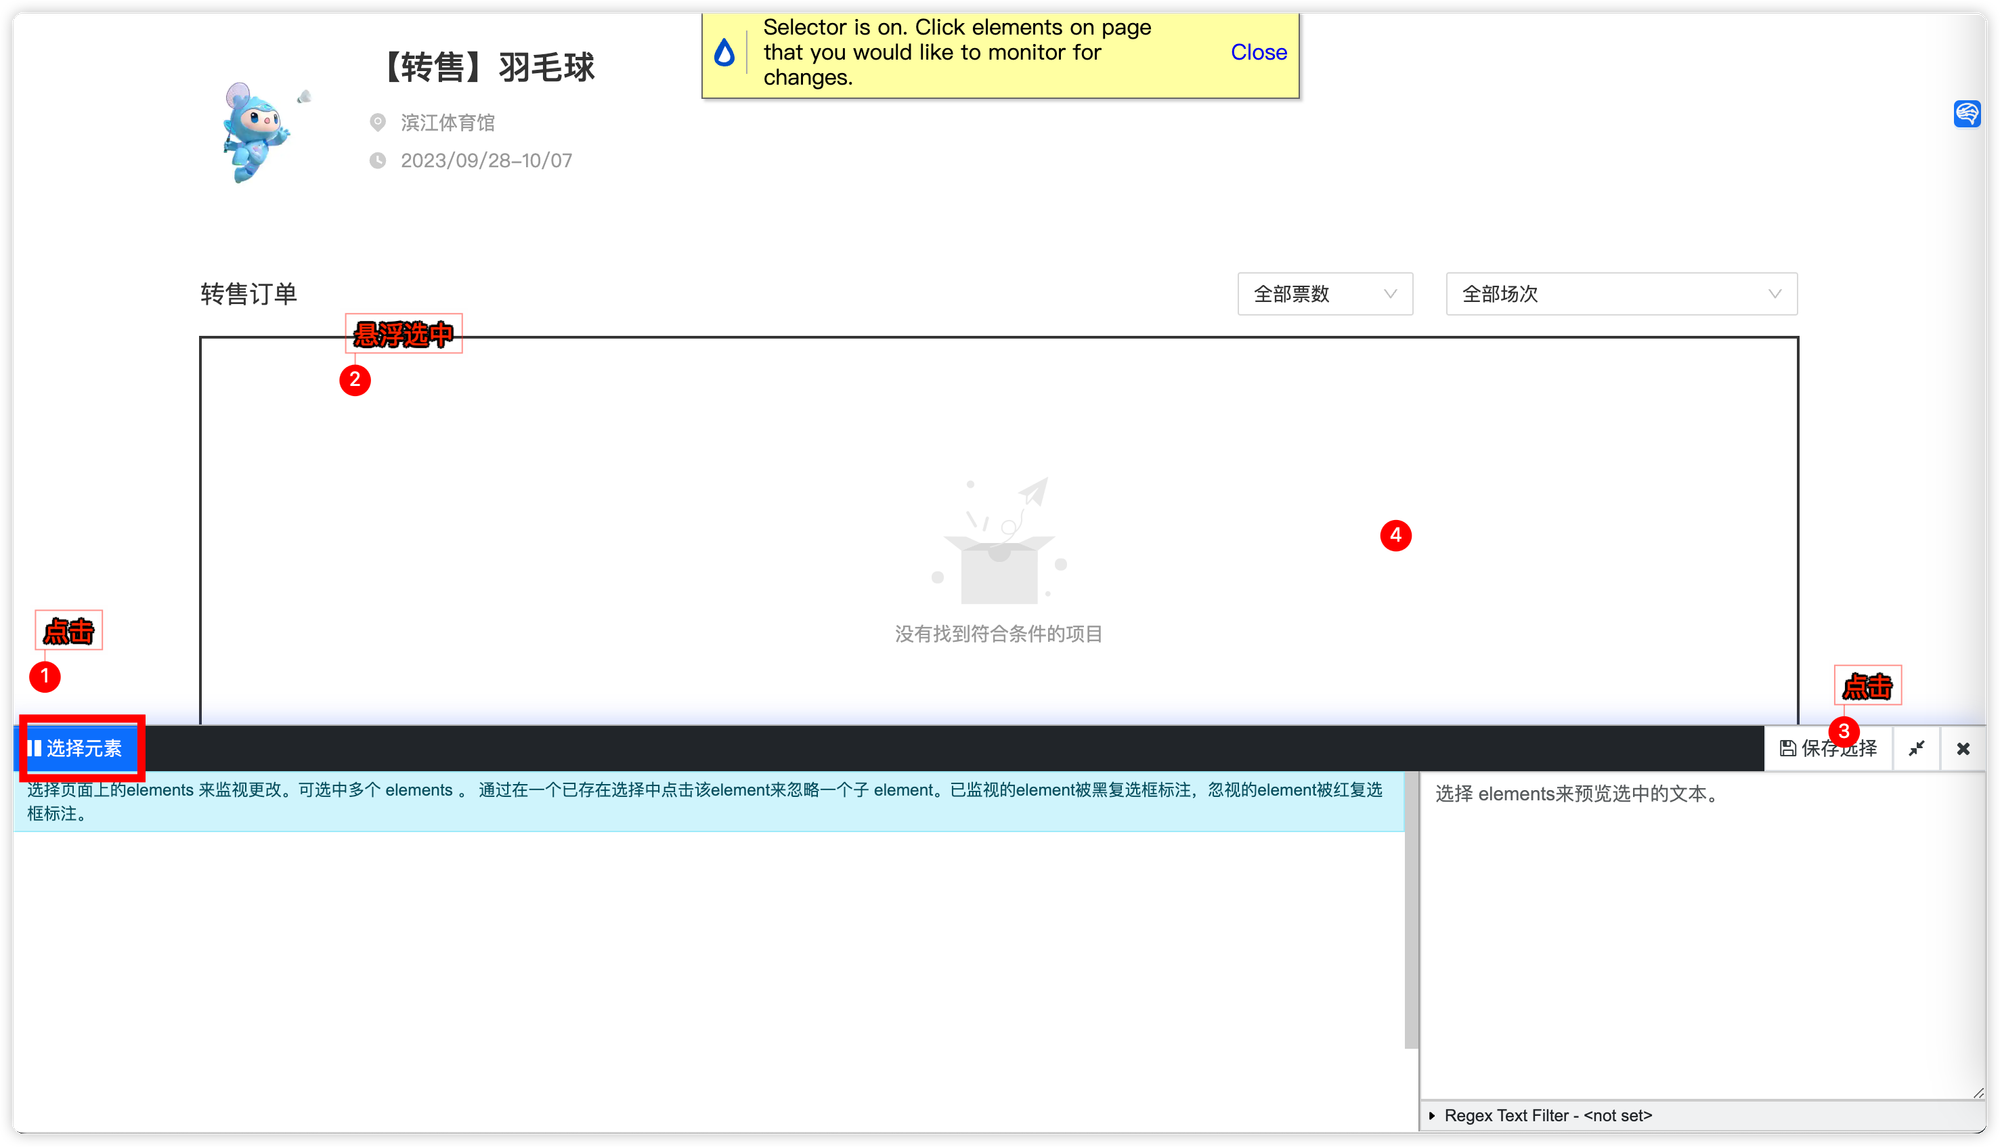 Selector is on. Click elements on page
that you would like to monitor for
changes.
Close
【转售】羽毛球
滨江体育馆
2023/09/28-10/07
转售订单
全部票数
全部场次
悬浮选中
2
4
没有找到符合条件的项目
点击
1
点击
3
选择元素
保存选择
选择页面上的elements 来监视更改。可选中多个 elements 。 通过在一个已存在选择中点击该element来忽略一个子 element。已监视的element被黑复选框标注，忽视的element被红复选
框标注。
选择 elements来预览选中的文本。
Regex Text Filter - <not set>